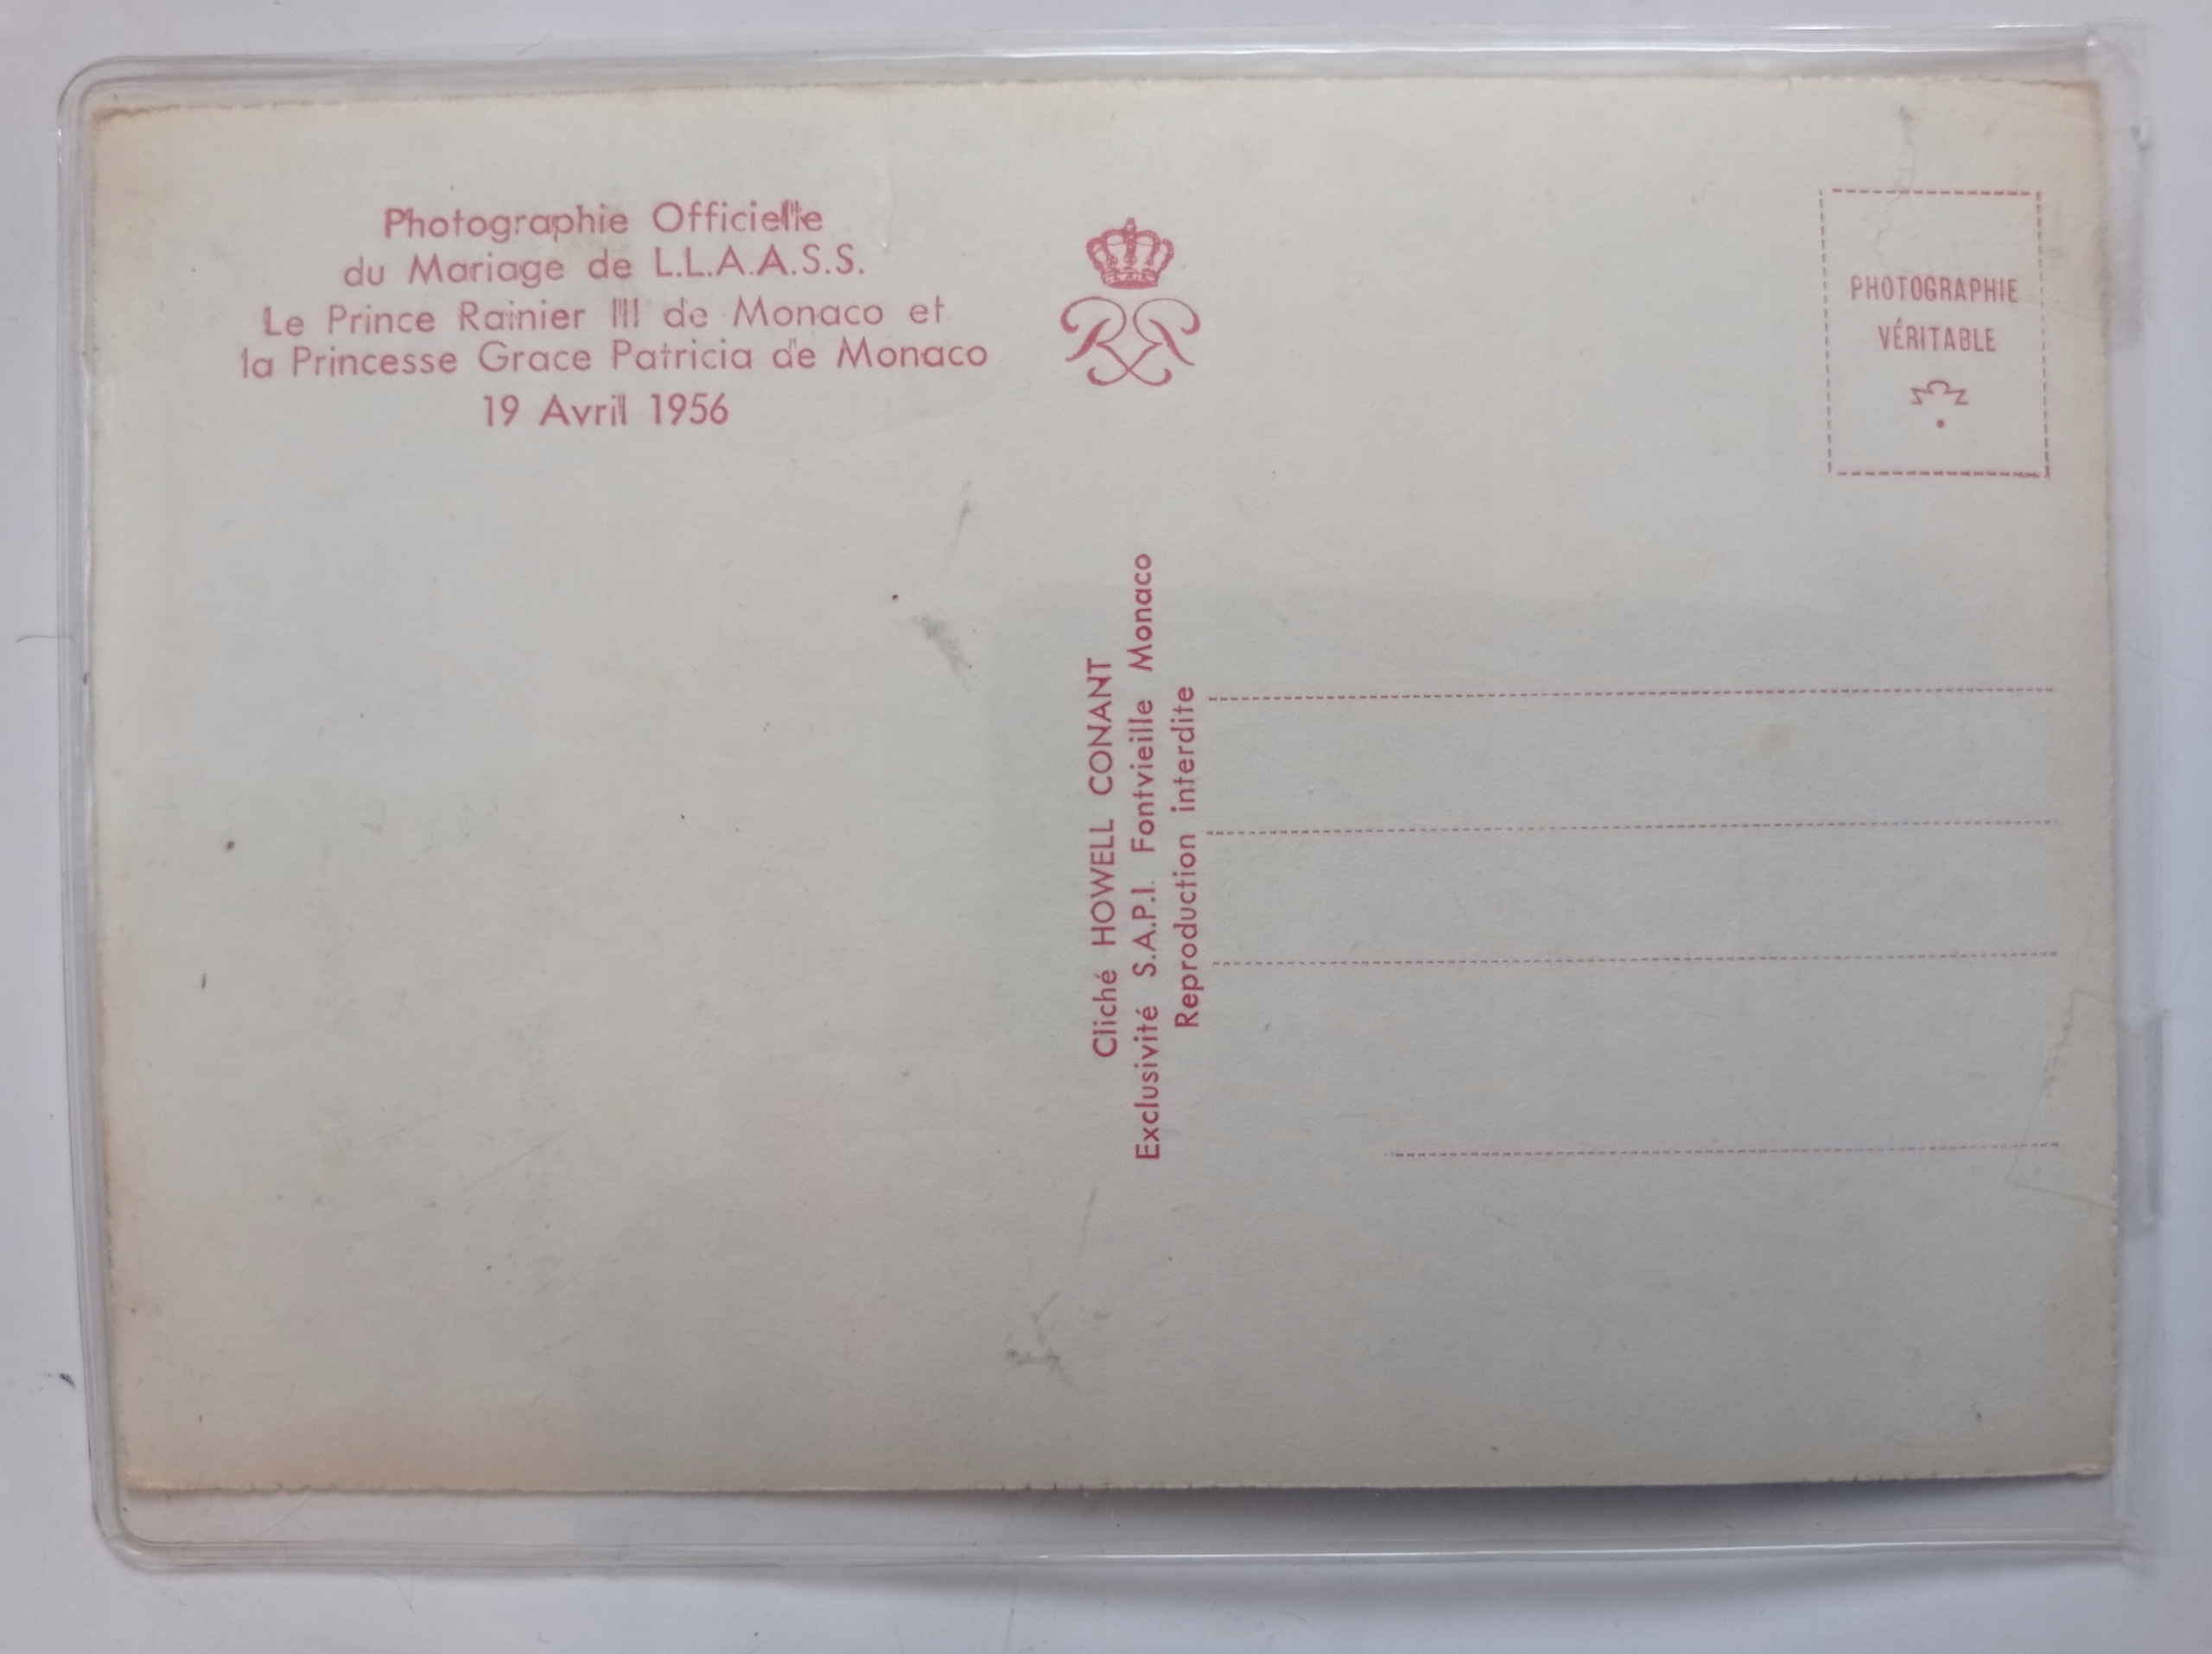 Photographie Officielle
du Mariage de L.L.A.A.S.S.
Le Prince Rainier III de Monaco et
la Princesse Grace Patricia de Monaco
19 Avril 1956
PHOTOGRAPHIE
VÉRITABLE
Cliché HOWELL CONANT
Exclusivité S.A.P.I. Fontvieille Monaco
Reproduction interdite